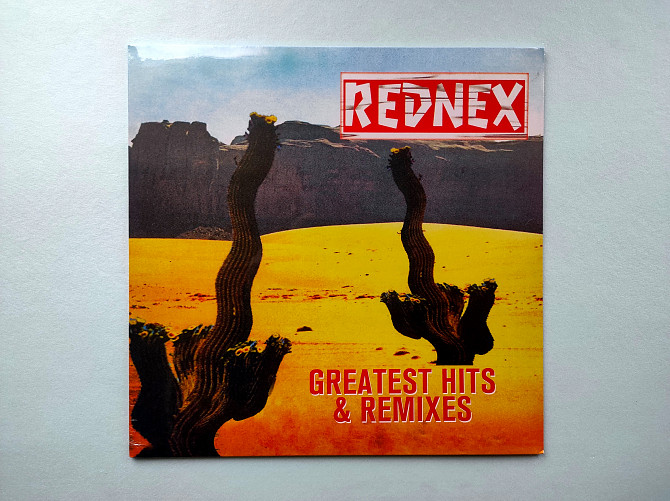 REDNEX
GREATEST HITS
& REMIXES